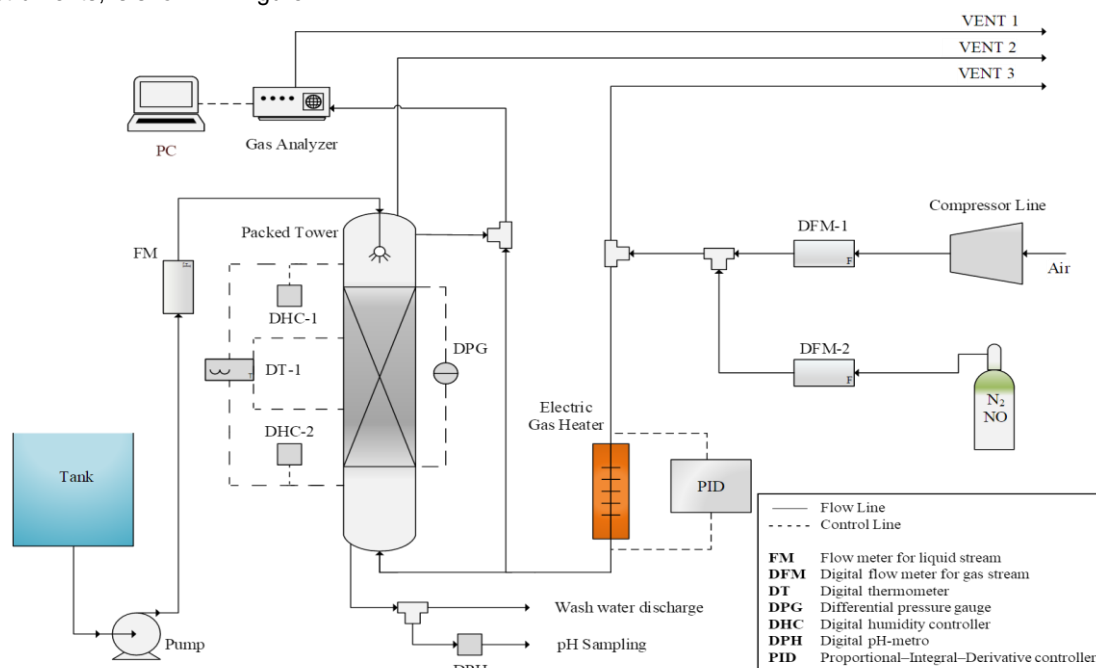 VENT 1
VENT 2
VENT 3
PC
Gas Analyzer
Packed Tower
Compressor Line
DFM-1
FM
Air
F
DHC-1
DPG
DFM-2
DT-1
T
F
N2
NO
Electric
Gas Heater
DHC-2
Tank
PID
Flow Line
Control Line
FM Flow meter for liquid stream
DFM Digital flow meter for gas stream
DT Digital thermometer
DPG Differential pressure gauge
DHC Digital humidity controller
DPH Digital pH-metro
PID Proportional–Integral–Derivative controller
Wash water discharge
Pump
pH Sampling